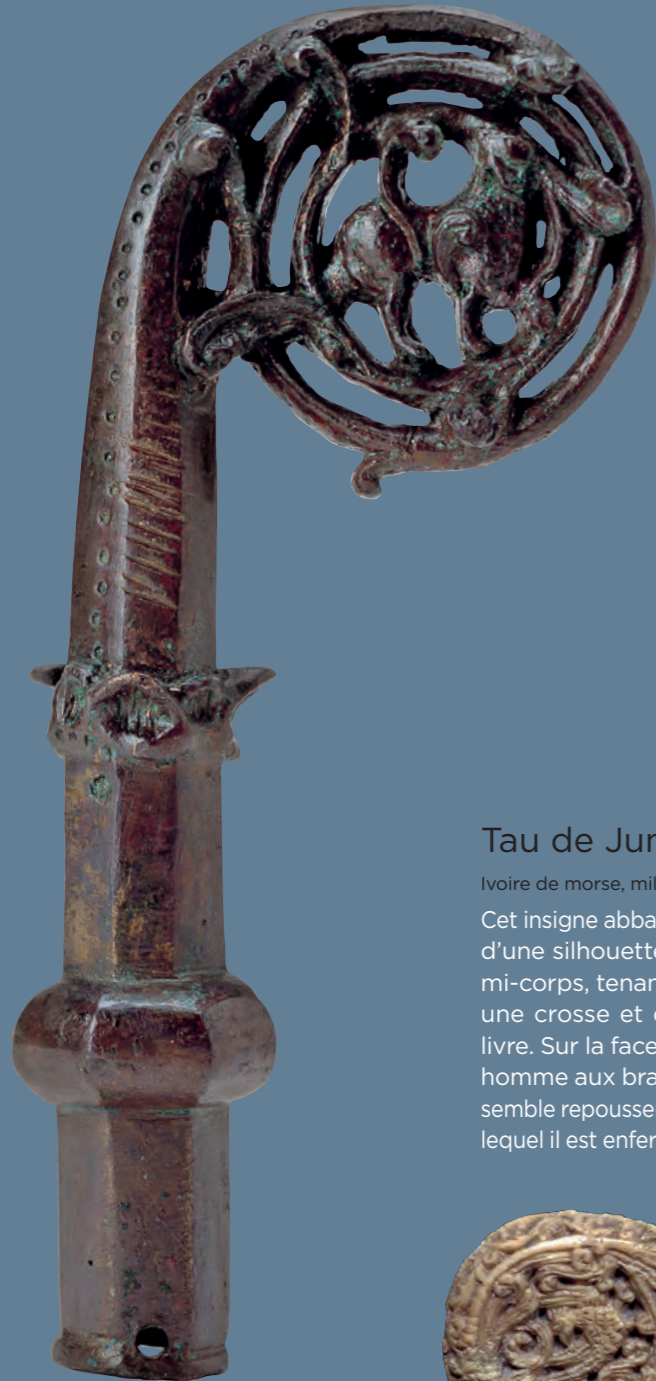 Tau de Jur
Ivoire de morse, mil
Cet insigne abba
d’une silhouette
mi-corps, tenan
une crosse et
livre. Sur la face
homme aux bra
semble repousse
lequel il est enfer